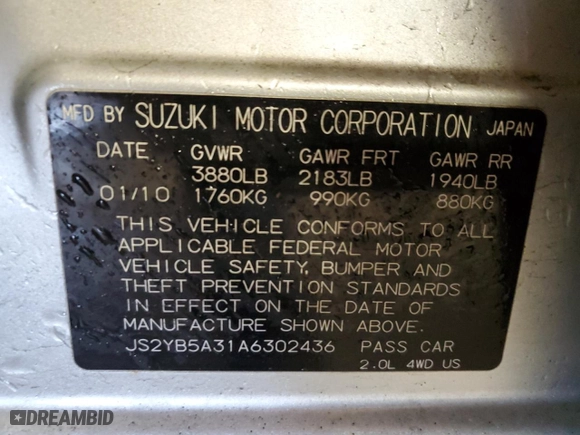 MFD BY SUZUKI MOTOR CORPORATION JAPAN
DATE GVWR GAWR FRT GAWR RR
3880LB 2183LB 1940LB
01/10 1760KG 990KG 880KG
THIS VEHICLE CONFORMS TO ALL
APPLICABLE FEDERAL MOTOR
VEHICLE SAFETY, BUMPER AND
THEFT PREVENTION STANDARDS
IN EFFECT ON THE DATE OF
MANUFACTURE SHOWN ABOVE.
JS2YB5A31A6302436 PASS CAR
2.0L 4WD US
DREAMBID